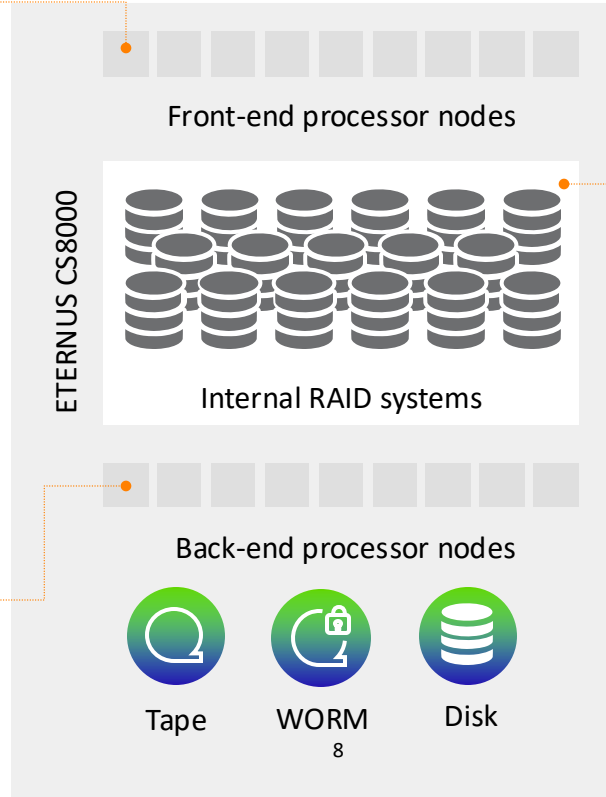 Front-end processor nodes
ETERNUS CS8000
Internal RAID systems
Back-end processor nodes
Tape
WORM
Disk
8